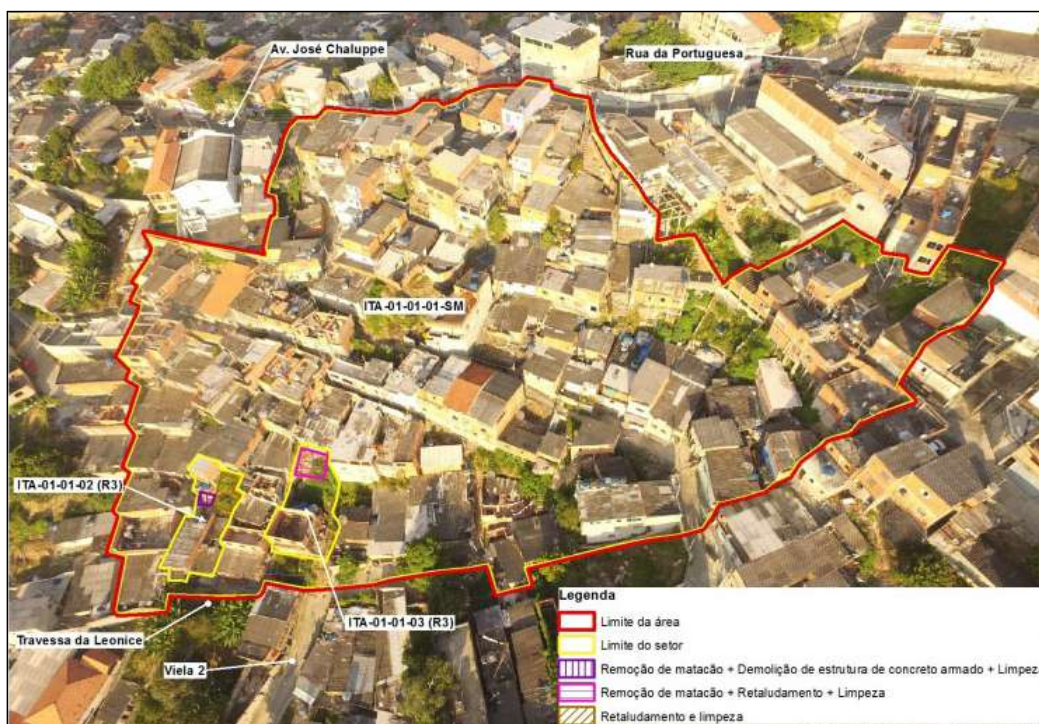 Av. José Chaluppe
Rua da Portuguesa
ITA-01-01-01-SM
ITA-01-01-02 (R3)
ITA-01-01-03 (R3)
Travessa da Leonice
Viela 2
Legenda
Limite da área
Limite do setor
Remoção de matacão + Demolição de estrutura de concreto armado + Limpeza
Remoção de matacão + Retaludamento + Limpeza
Retaludamento e limpeza